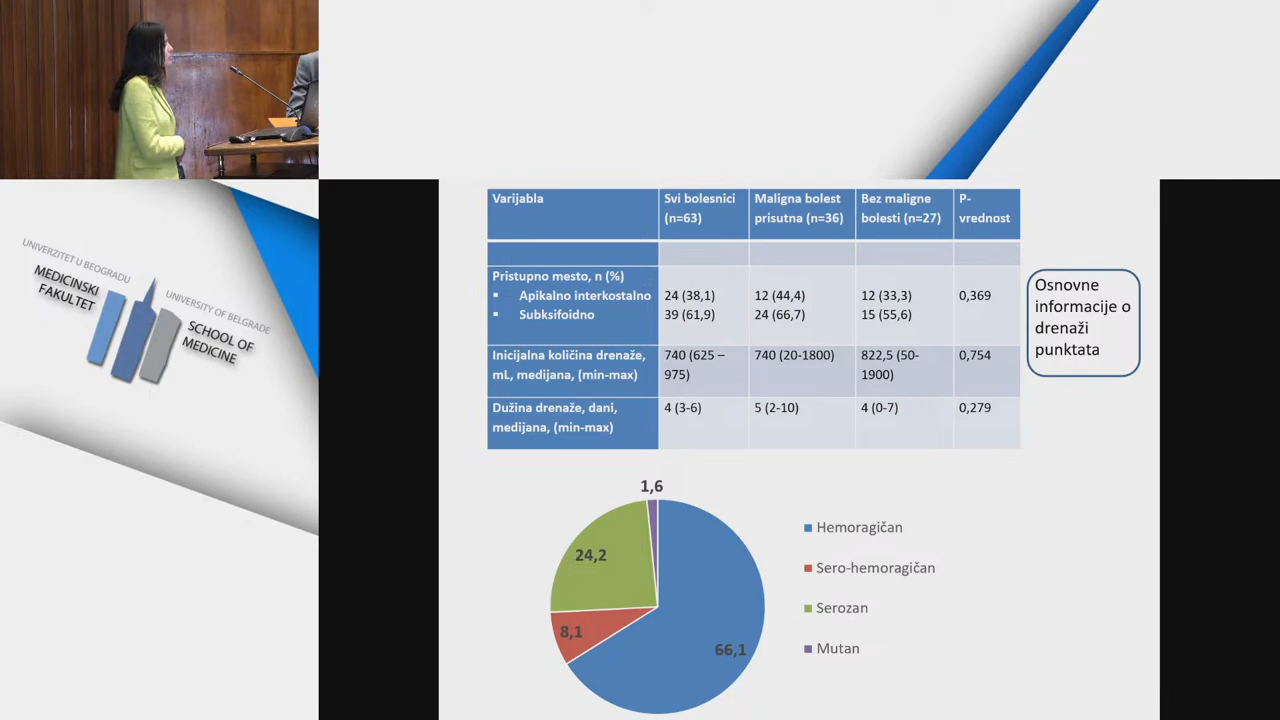 UNIVERZITET U BEOGRADU
MEDICINSKI
FAKULTET
UNIVERSITY OF BELGRADE
SCHOOL OF
MEDICINE
Varijabla
Svi bolesnici
(n=63)
Maligna bolest
prisutna (n=36)
Bez maligne
bolesti (n=27)
P-
vrednost
Pristupno mesto, n (%)
Apikalno interkostalno
24 (38,1)
12 (44,4)
12 (33,3)
0,369
Subksifoidno
39 (61,9)
24 (66,7)
15 (55,6)
Inicijalna količina drenaže,
mL, medijana, (min-max)
740 (625 –
975)
740 (20-1800)
822,5 (50-
1900)
0,754
Dužina drenaže, dani,
medijana, (min-max)
4 (3-6)
5 (2-10)
4 (0-7)
0,279
Osnovne
informacije o
drenaži
punktata
1,6
24,2
8,1
66,1
Hemoragičan
Sero-hemoragičan
Serozan
Mutan